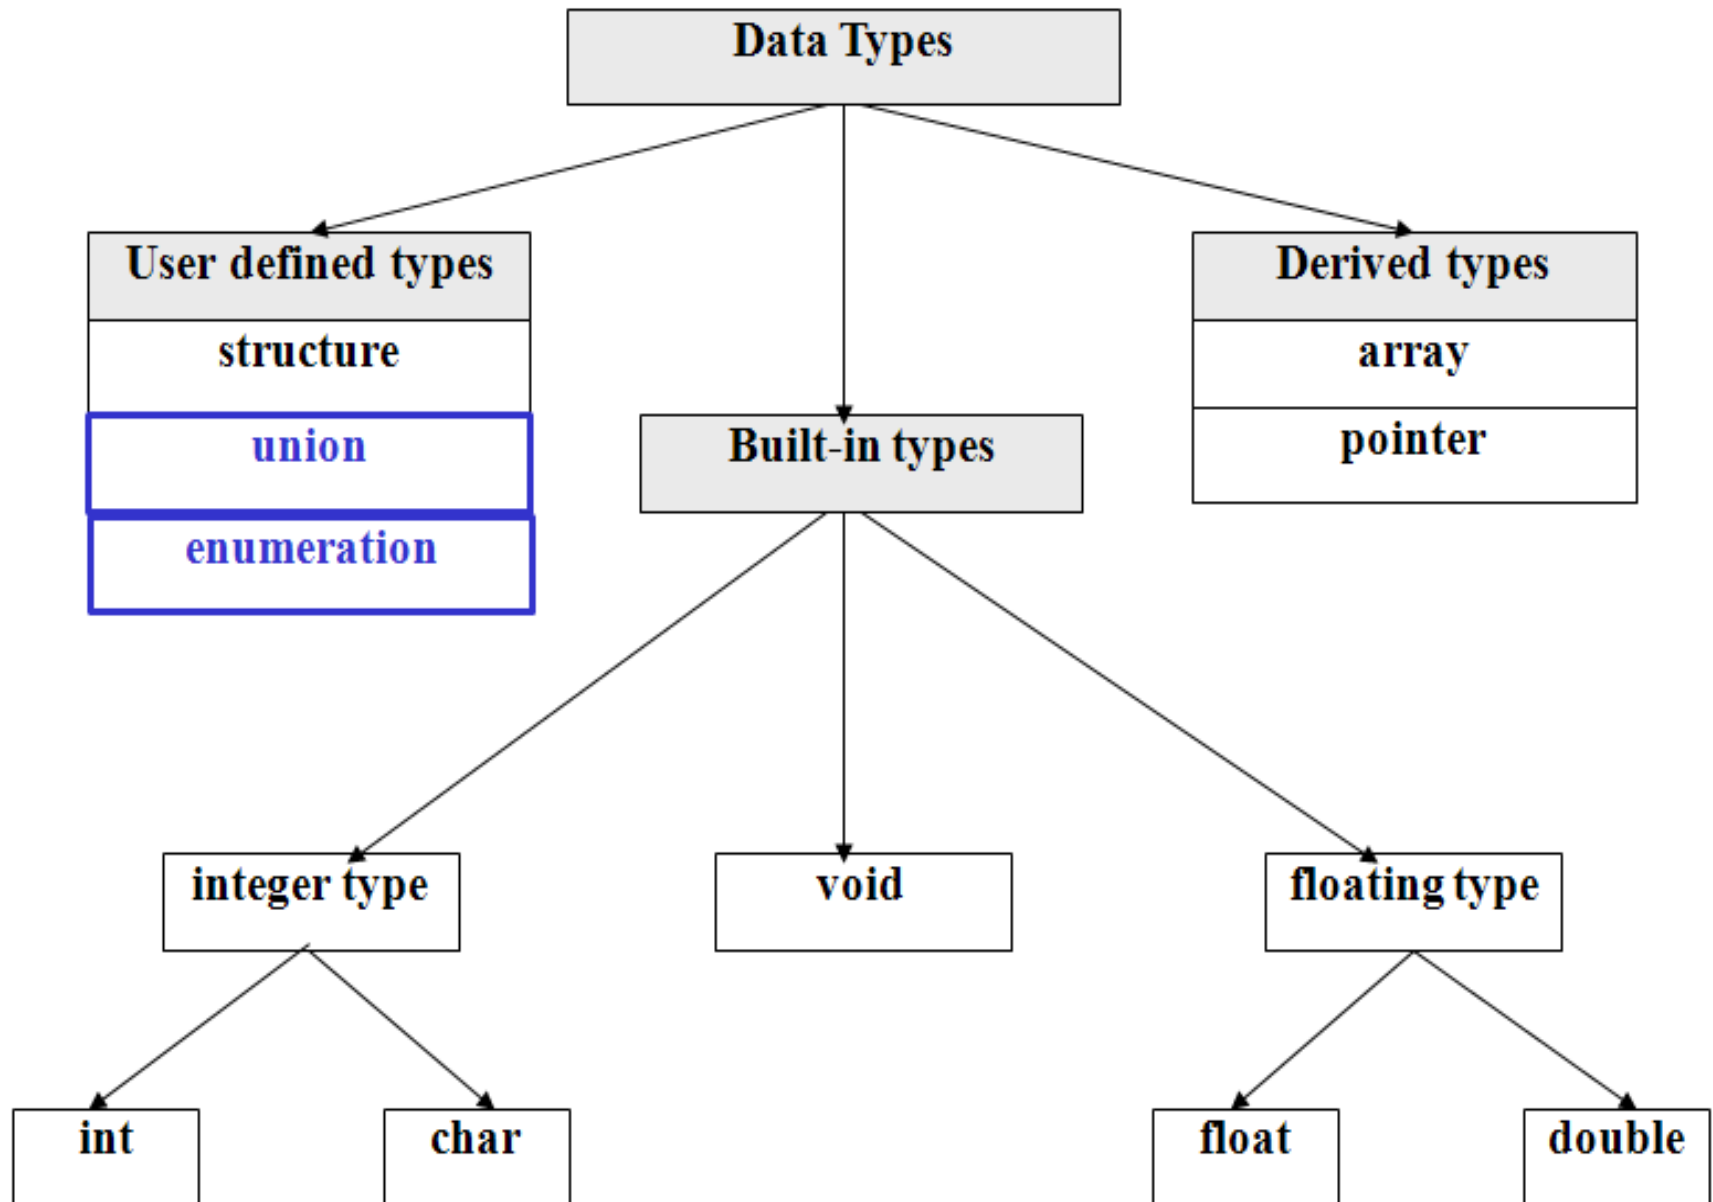 Data Types
User defined types
structure
union
enumeration
Built-in types
Derived types
array
pointer
integer type
void
floating type
int
char
float
double